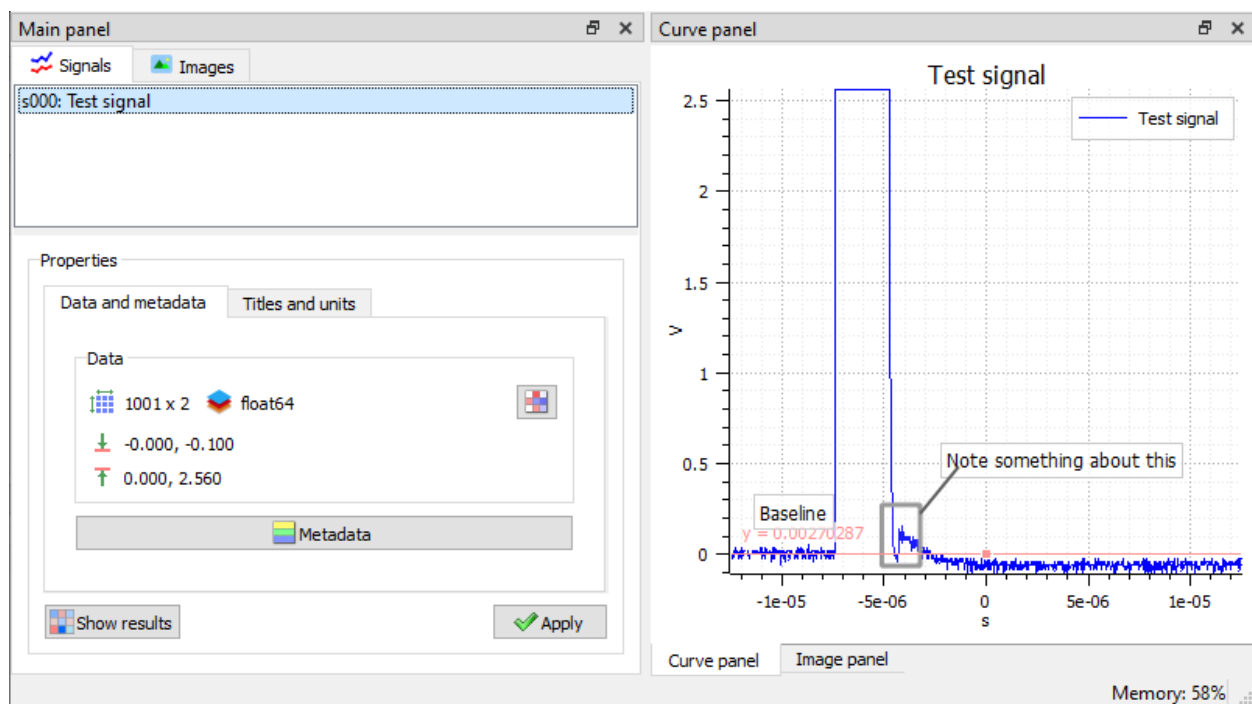 Main panel
Signals
Images
s000: Test signal
Properties
Data and metadata
Titles and units
Data
1001 x 2
float64
-0.000, -0.100
0.000, 2.560
Metadata
Show results
Apply
Curve panel
Test signal
Test signal
2.5
2
1.5
1
0.5
0
V
Note something about this
Baseline
y = 0.00270287
-1e-05
-5e-06
0
5e-06
1e-05
s
Curve panel
Image panel
Memory: 58%